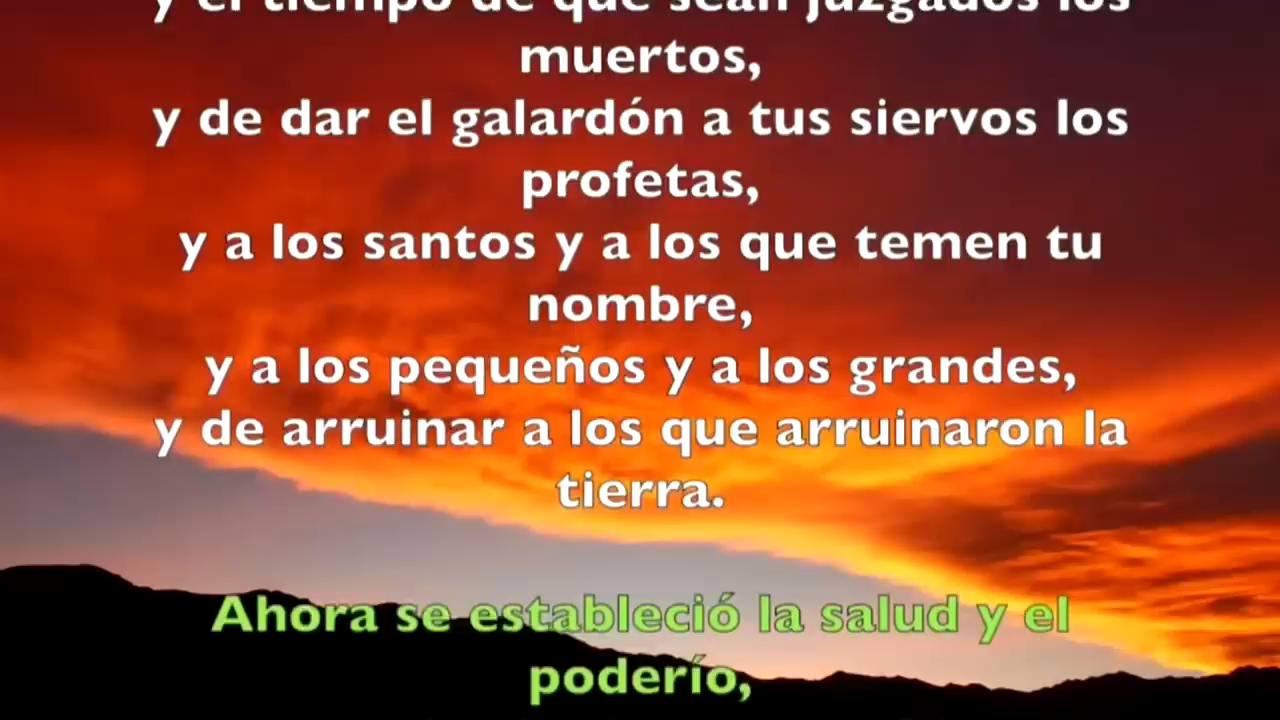 y el tiempo de que sean juzgados los
muertos,
y de dar el galardón a tus siervos los
profetas,
y a los santos y a los que temen tu
nombre,
y a los pequeños y a los grandes,
y de arruinar a los que arruinaron la
tierra.
Ahora se estableció la salud y el
poderío,